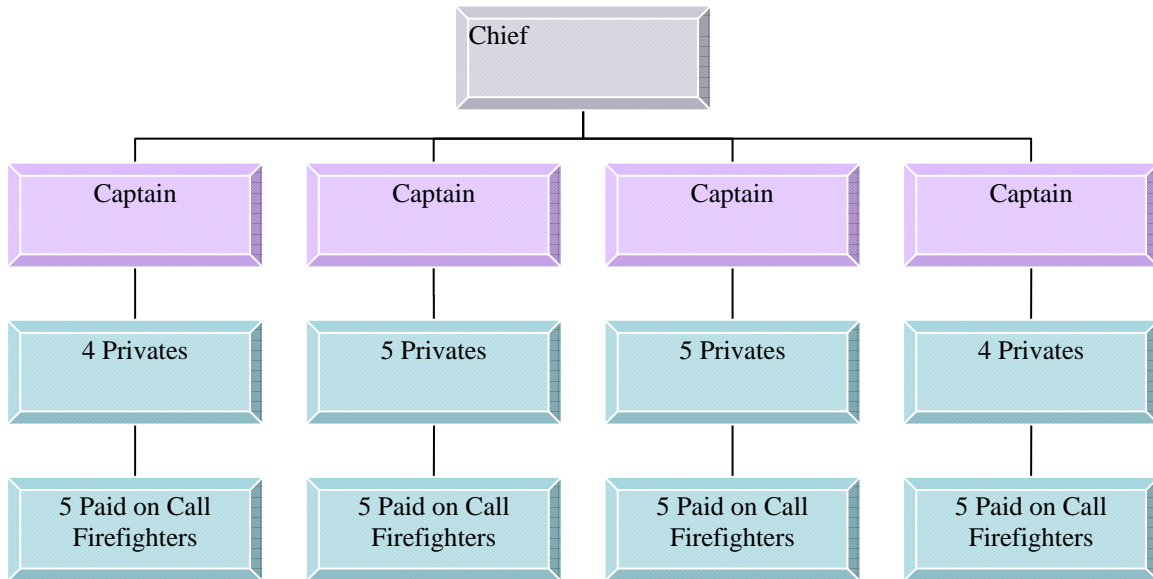 Chief
Captain
Captain
Captain
Captain
4 Privates
5 Privates
5 Privates
4 Privates
5 Paid on Call
Firefighters
5 Paid on Call
Firefighters
5 Paid on Call
Firefighters
5 Paid on Call
Firefighters